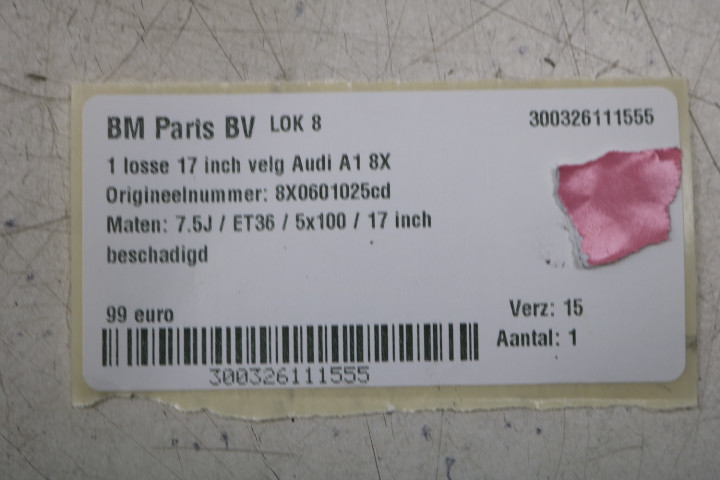 BM Paris BV LOK 8
300326111555
1 losse 17 inch velg Audi A1 8X
Origineelnummer: 8X0601025cd
Maten: 7.5J / ET36 / 5x100 / 17 inch
beschadigd
99 euro
Verz: 15
Aantal: 1
300326111555